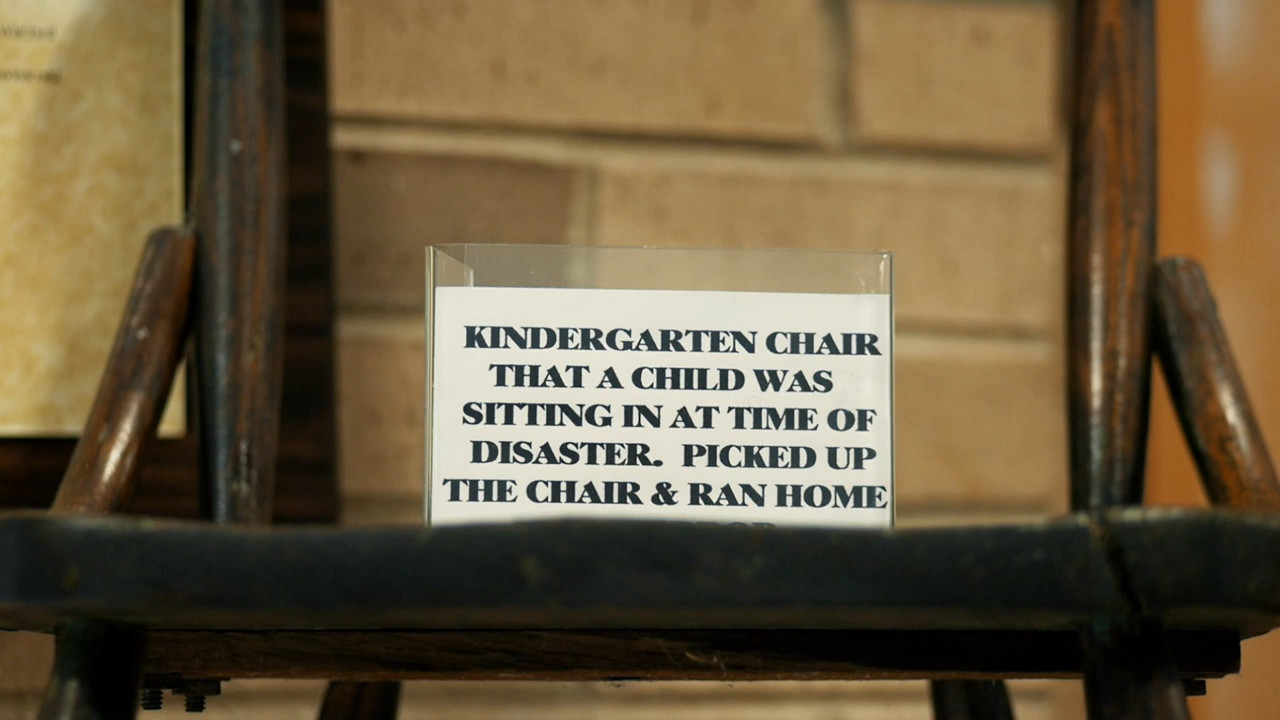 KINDERGARTEN CHAIR
THAT A CHILD WAS
SITTING IN AT TIME OF
DISASTER. PICKED UP
THE CHAIR & RAN HOME